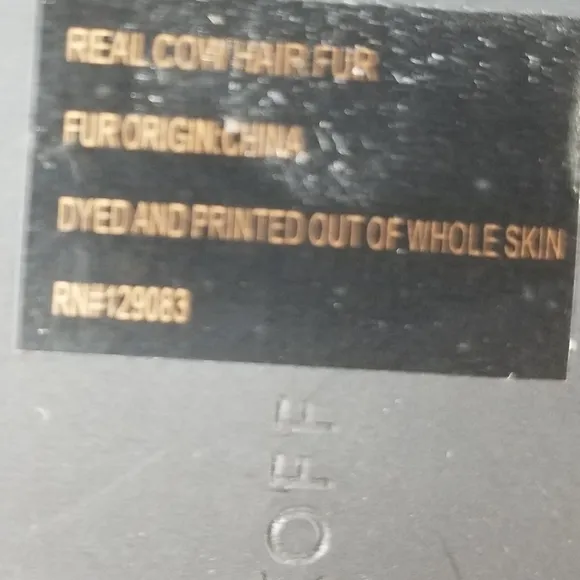 REAL COW HAIR FUR
FUR ORIGIN:CHINA
DYED AND PRINTED OUT OF WHOLE SKIN
RN#129083
OFF